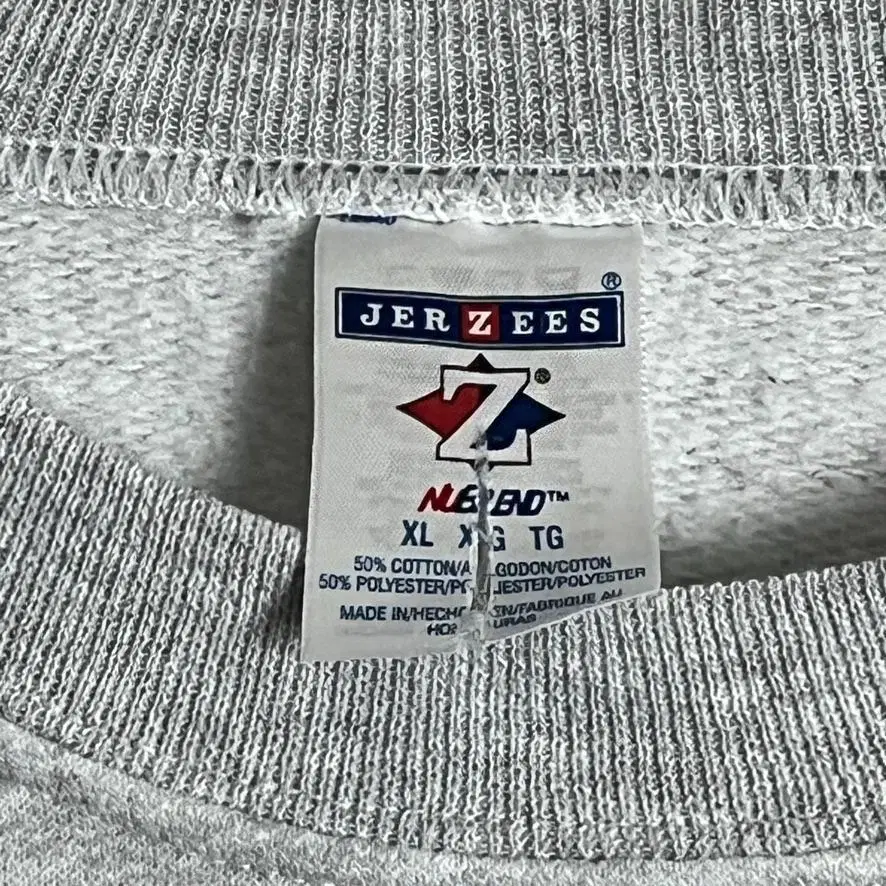 JERZEES®
Z®
NUBLEND™
XL XG TG
50% COTTON/ALGODON/COTON
50% POLYESTER/POLIESTER/POLYESTER
MADE IN/HECHO EN/FABRIQUE AU
HONDURAS